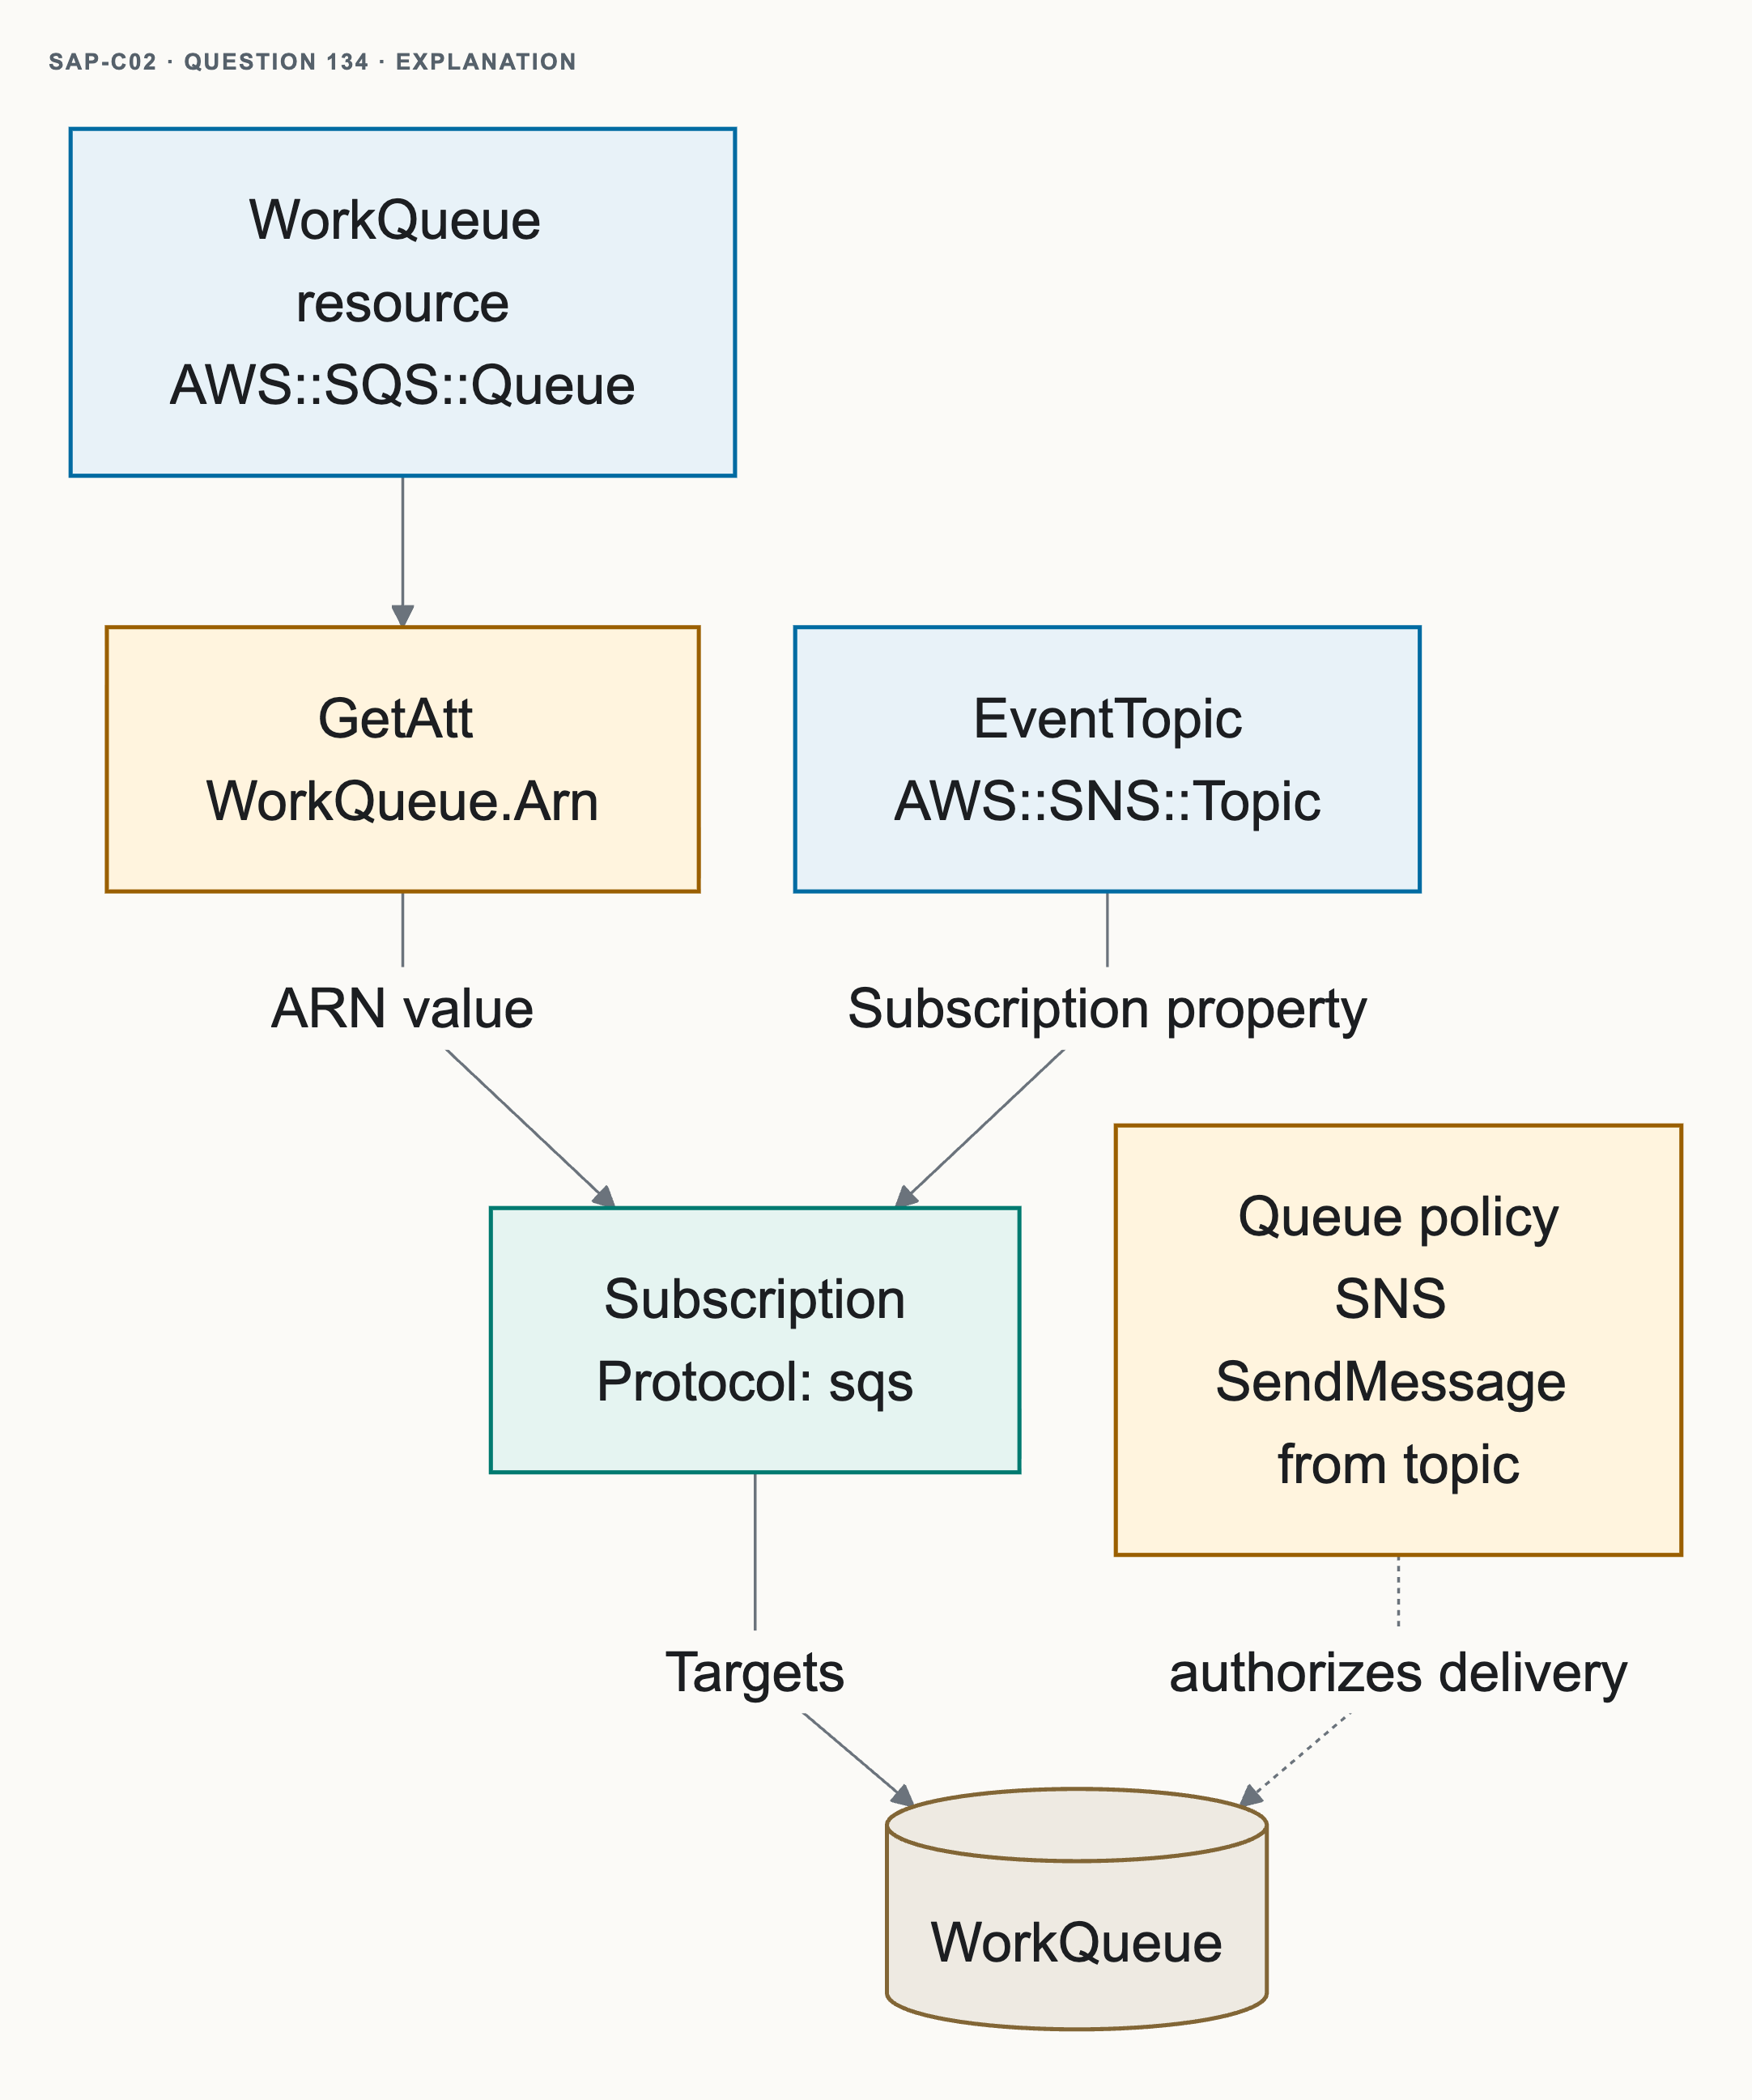 SAP-C02 · QUESTION 134 · EXPLANATION
WorkQueue
resource
AWS::SQS::Queue
GetAtt
WorkQueue.Arn
EventTopic
AWS::SNS::Topic
ARN value
Subscription property
Subscription
Protocol: sqs
Queue policy
SNS
SendMessage
from topic
Targets
authorizes delivery
WorkQueue